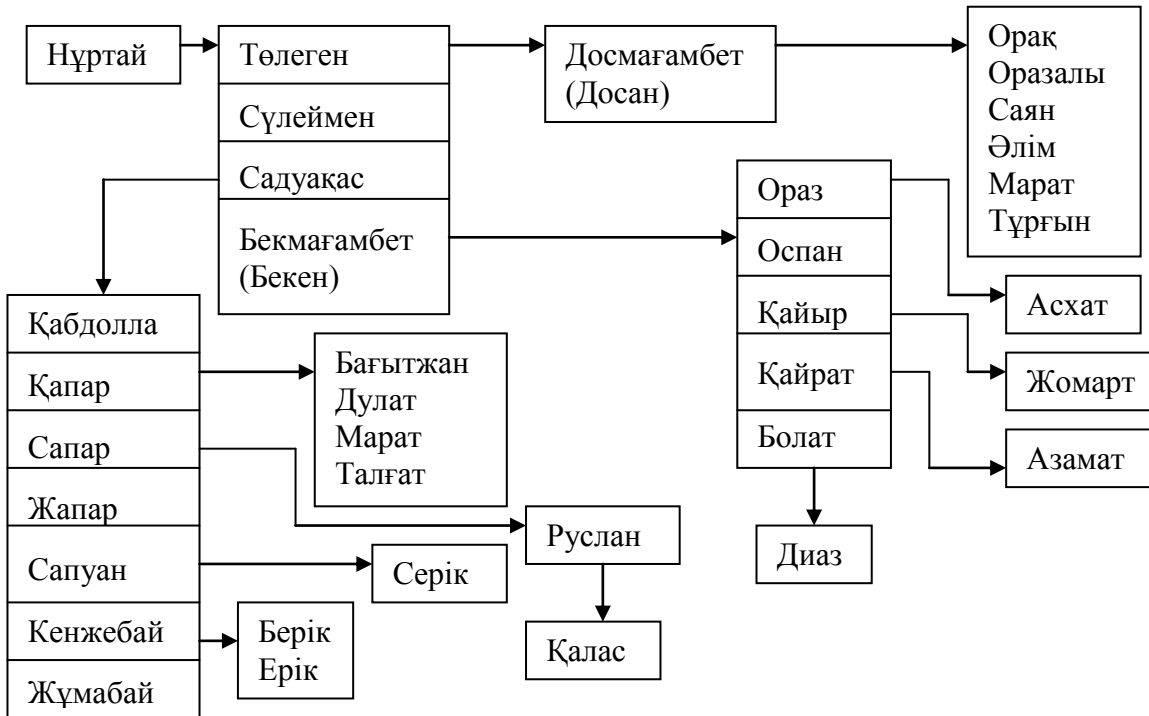 Нұртай
Төлеген
Сүлеймен
Садуақас
Бекмағамбет
(Бекен)
Досмағамбет
(Досан)
Орақ
Оразалы
Саян
Әлім
Марат
Тұрғын
Ораз
Оспан
Қайыр
Қайрат
Болат
Асхат
Жомарт
Азамат
Диаз
Қабдолла
Қапар
Сапар
Жапар
Сапуан
Кенжебай
Жұмабай
Бағытжан
Дулат
Марат
Талғат
Руслан
Серік
Қалас
Берік
Ерік